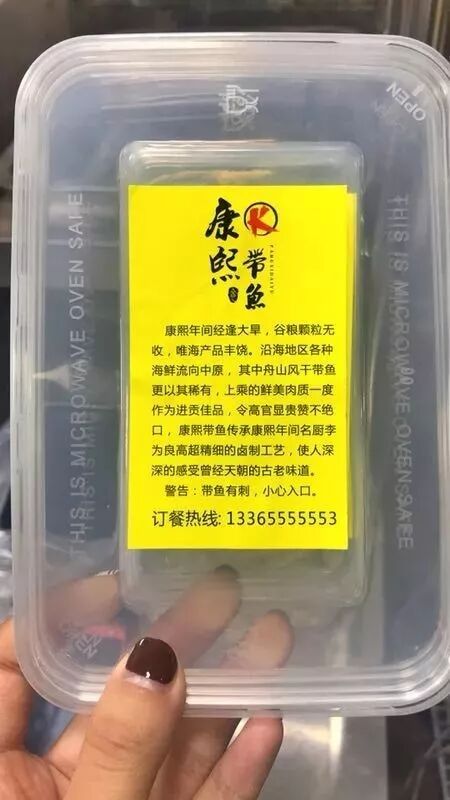 康熙
K带鱼
康熙年间经逢大旱，谷粮颗粒无
收，唯海产品丰饶。沿海地区各种
海鲜流向中原，其中舟山风干带鱼
更以其稀有，上乘的鲜美肉质一度
作为进贡佳品，令高官显贵赞不绝
口，康熙带鱼传承康熙年间名厨李
为良高超精细的卤制工艺，使人深
深的感受曾经天朝的古老味道。
警告：带鱼有刺，小心入口。
订餐热线: 13365555553
THIS IS MICROWAVE OVEN SAFE
THIS IS MICROWAVE OVEN SAFE
OPEN